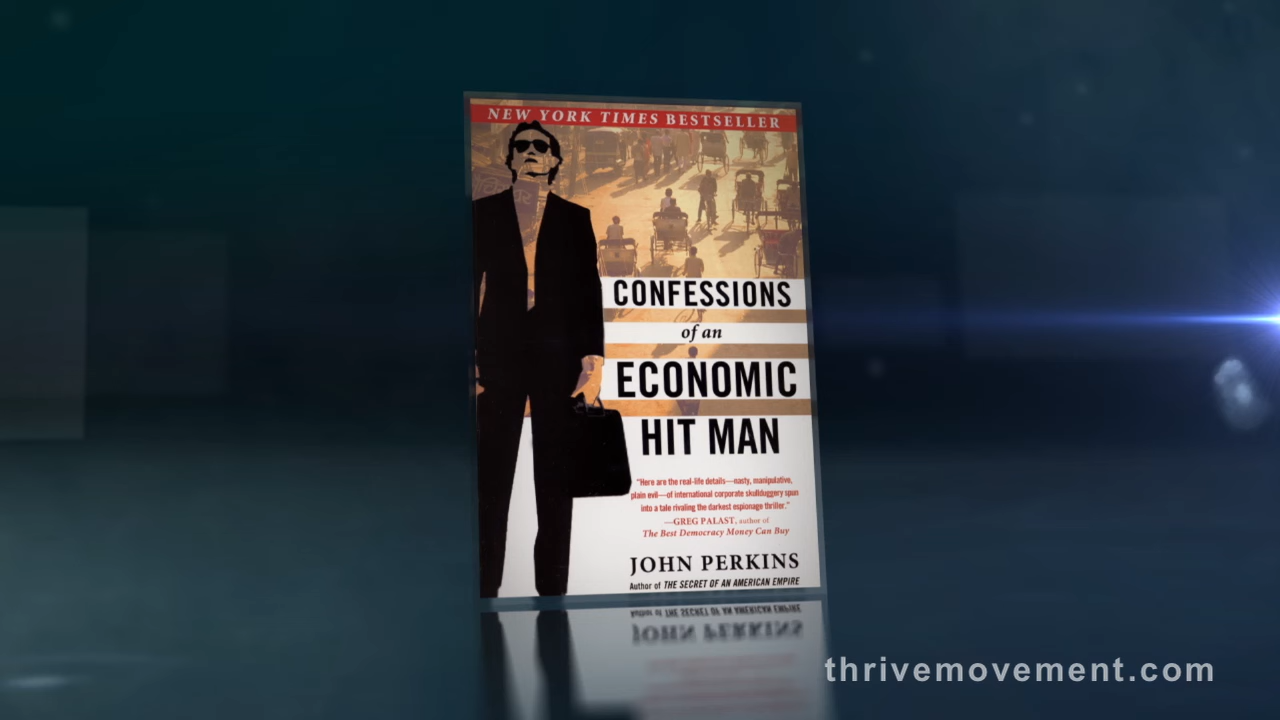 NEW YORK TIMES BESTSELLER
CONFESSIONS
of an
ECONOMIC
HIT MAN
"Here are the real-life details—nasty, manipulative,
plain evil—of international corporate skullduggery spun
into a tale rivaling the darkest espionage thriller."
—GREG PALAST, author of
The Best Democracy Money Can Buy
JOHN PERKINS
Author of THE SECRET OF AN AMERICAN EMPIRE
thrivemovement.com